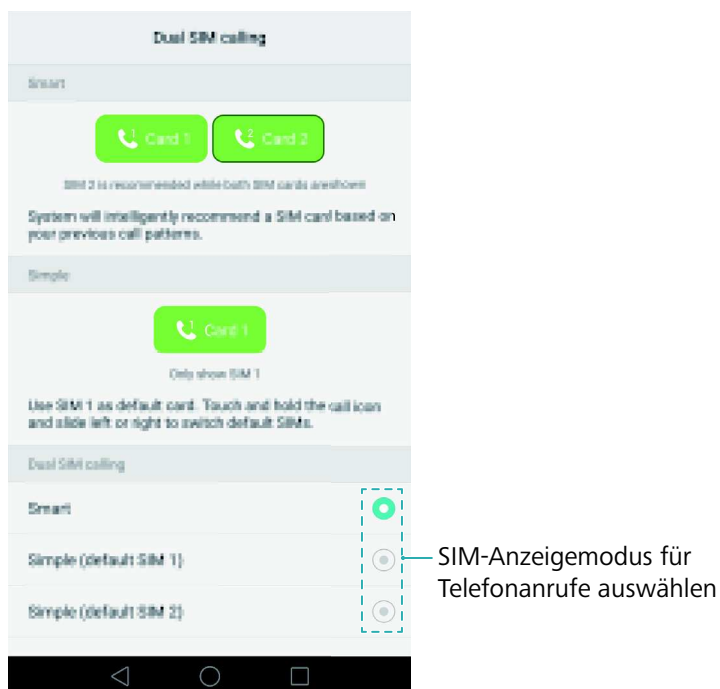 Dual SIM calling
Smart
1 Card 1
2 Card 2
SIM 2 is recommended while both SIM cards are shown
System will intelligently recommend a SIM card based on
your previous call patterns.
Simple
1 Card 1
Only show SIM 1
Use SIM 1 as default card. Touch and hold the call icon
and slide left or right to switch default SIMs.
Dual SIM calling
Smart
Simple (default SIM 1)
Simple (default SIM 2)
SIM-Anzeigemodus für
Telefonanrufe auswählen